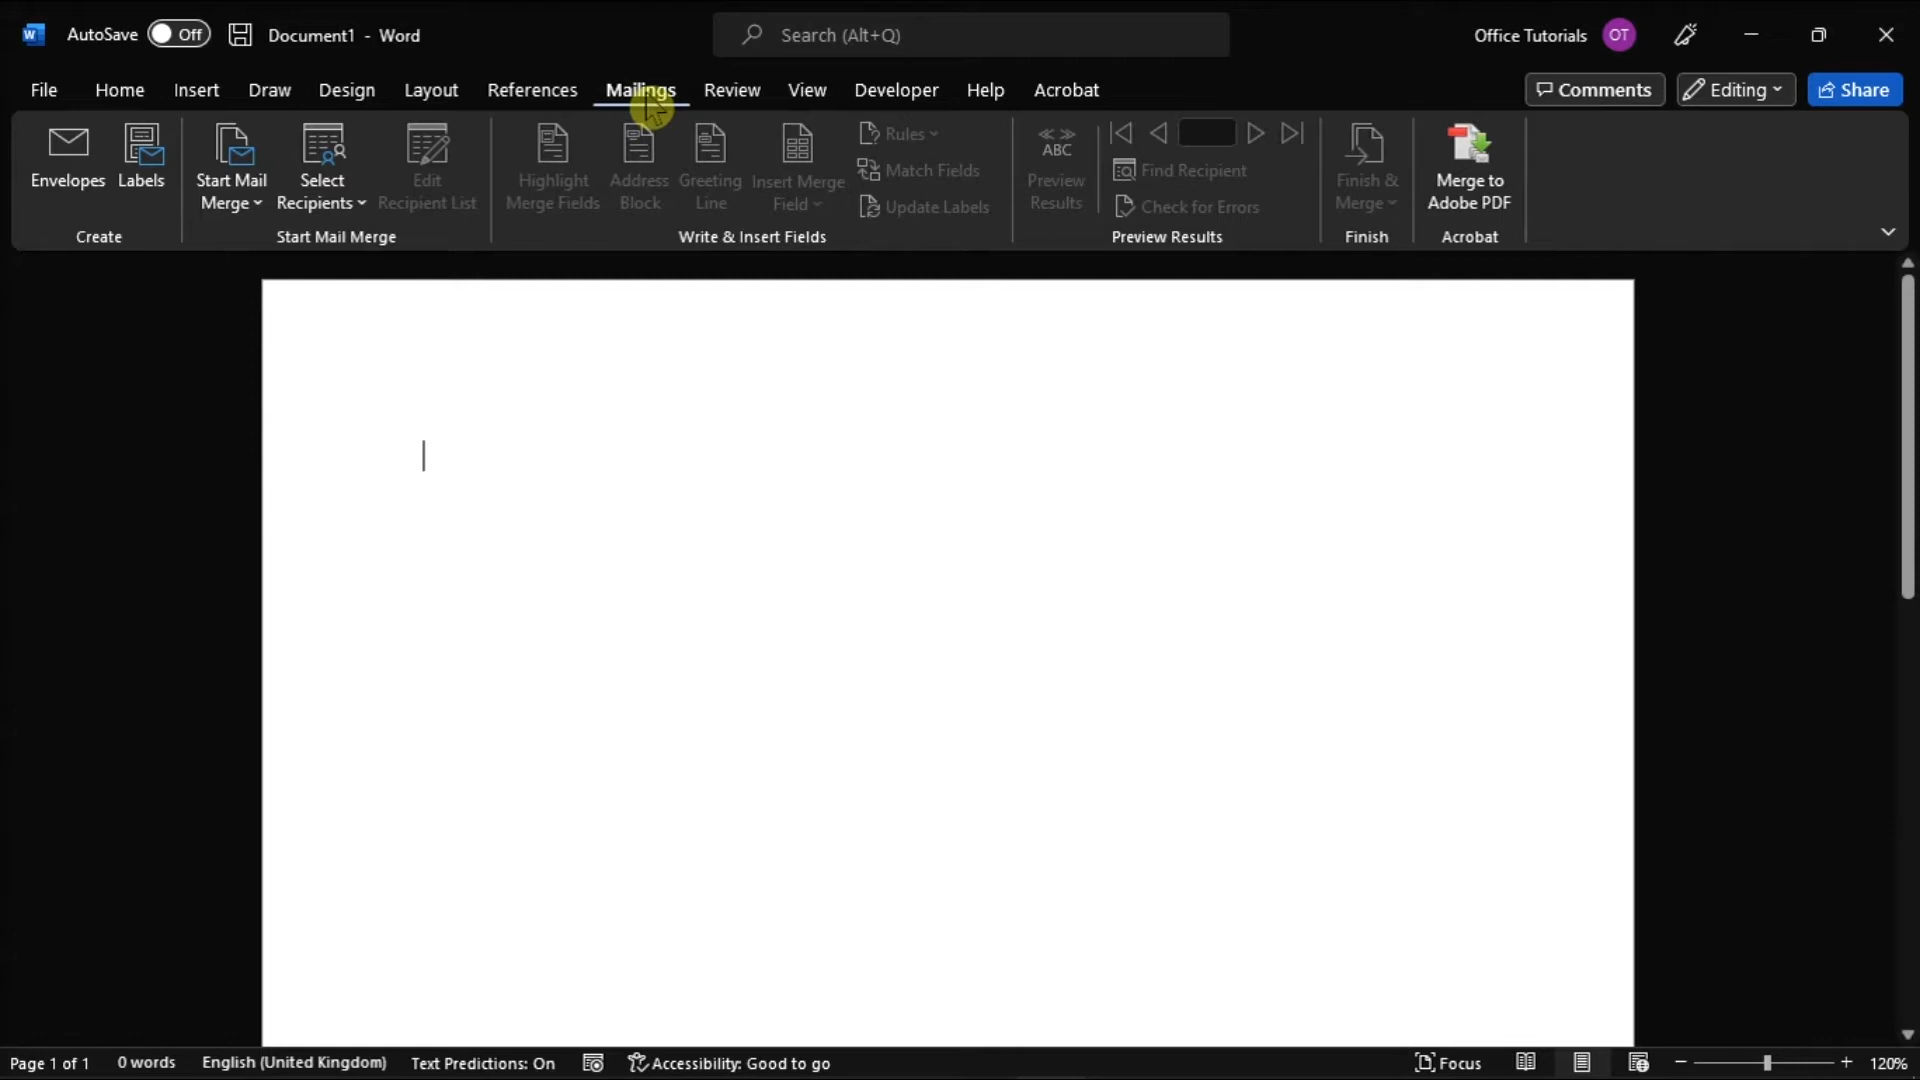 W AutoSave Off Document1 - Word Search (Alt+Q) Office Tutorials OT
File Home Insert Draw Design Layout References Mailings Review View Developer Help Acrobat Comments Editing Share
Envelopes
Labels
Start Mail
Merge
Select
Recipients
Edit
Recipient List
Highlight
Merge Fields
Address
Block
Greeting
Line
Insert Merge
Field
Rules
Match Fields
Update Labels
ABC
Preview
Results
Find Recipient
Check for Errors
Finish &
Merge
Merge to
Adobe PDF
Create Start Mail Merge Write & Insert Fields Preview Results Finish Acrobat
Page 1 of 1 0 words English (United Kingdom) Text Predictions: On Accessibility: Good to go Focus 120%